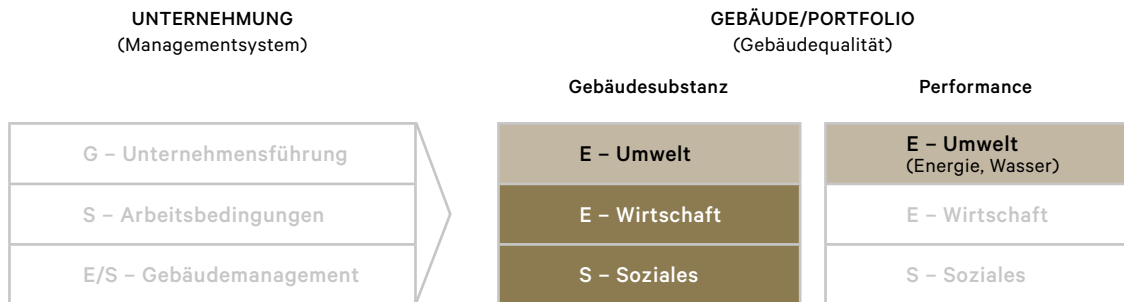 UNTERNEHMUNG
(Managementsystem)
GEBÄUDE/PORTFOLIO
(Gebäudequalität)
Gebäudesubstanz
Performance
G – Unternehmensführung
S – Arbeitsbedingungen
E/S – Gebäudemanagement
E – Umwelt
E – Wirtschaft
S – Soziales
E – Umwelt
(Energie, Wasser)
E – Wirtschaft
S – Soziales